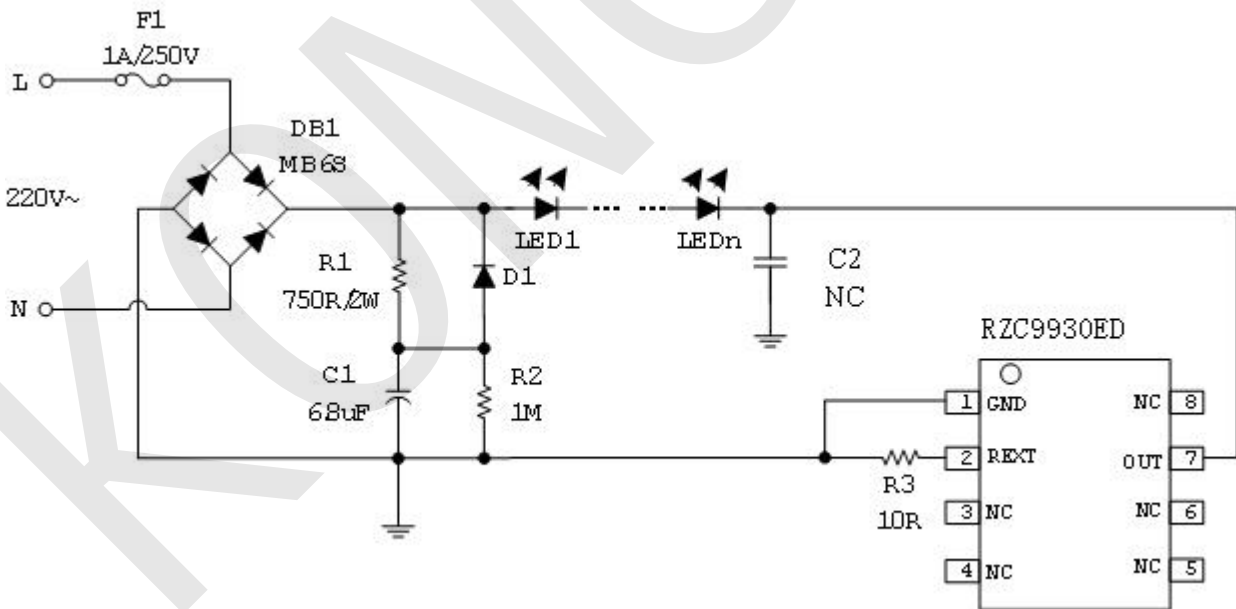 F1
1A/250V
L
DB1
MB6S
220V~
LED1
LEDn
R1
750R/2W
D1
C2
NC
N
RZC9930ED
C1
68uF
R2
1M
1 GND
NC 8
2 REXT
OUT 7
R3
10R
3 NC
NC 6
4 NC
NC 5